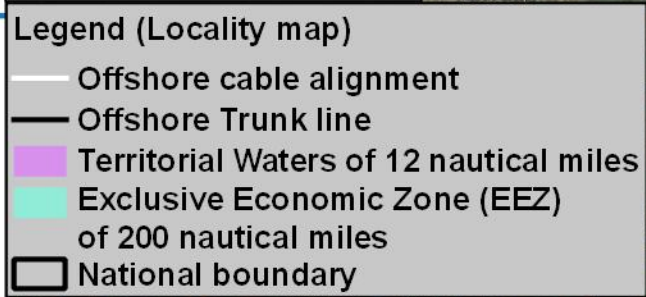 Legend (Locality map)
Offshore cable alignment
Offshore Trunk line
Territorial Waters of 12 nautical miles
Exclusive Economic Zone (EEZ)
of 200 nautical miles
National boundary